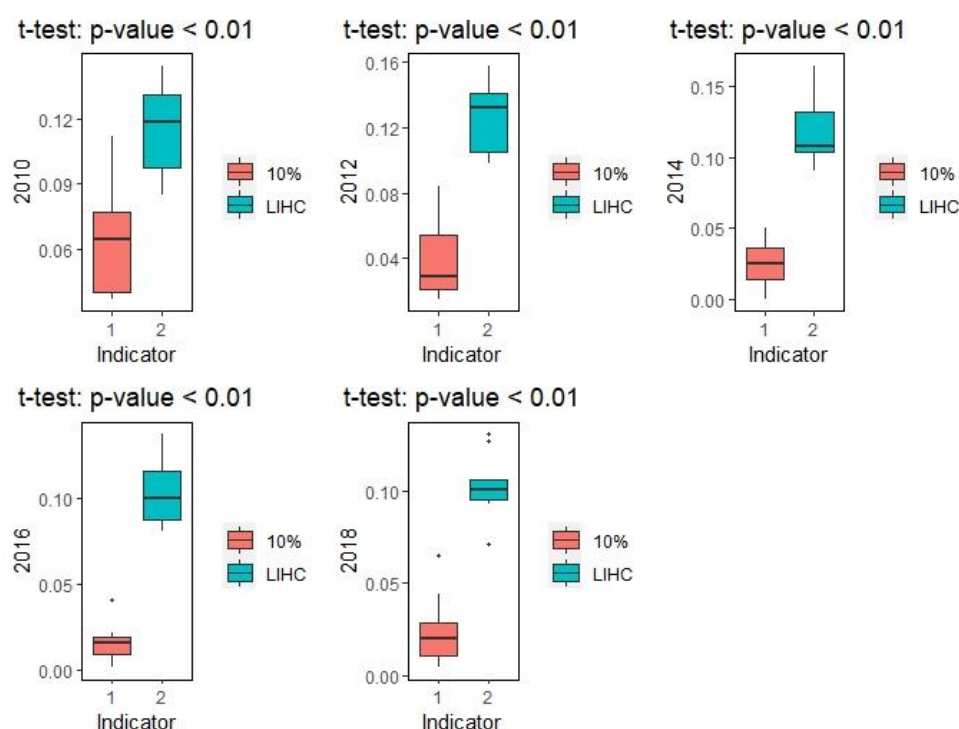 t-test: p-value < 0.01
2010
0.12
0.09
0.06
1 2
Indicator
10%
LIHC
t-test: p-value < 0.01
2012
0.16
0.12
0.08
0.04
1 2
Indicator
10%
LIHC
t-test: p-value < 0.01
2014
0.15
0.10
0.05
0.00
1 2
Indicator
10%
LIHC
t-test: p-value < 0.01
2016
0.10
0.05
0.00
1 2
Indicator
10%
LIHC
t-test: p-value < 0.01
2018
0.10
0.05
0.00
1 2
Indicator
10%
LIHC